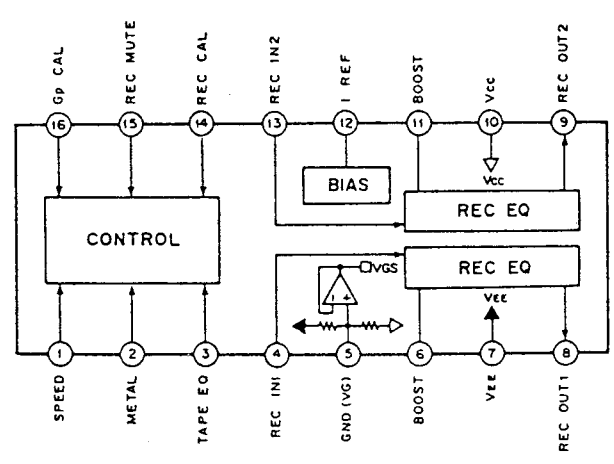 Gp CAL
REC MUTE
REC CAL
REC IN2
I REF
BOOST
Vcc
REC OUT2
16
15
14
13
12
11
10
9
BIAS
Vcc
REC EQ
CONTROL
REC EQ
VGS
- +
VEE
1
2
3
4
5
6
7
8
SPEED
METAL
TAPE EQ
REC IN1
GND (VG)
BOOST
VEE
REC OUT1